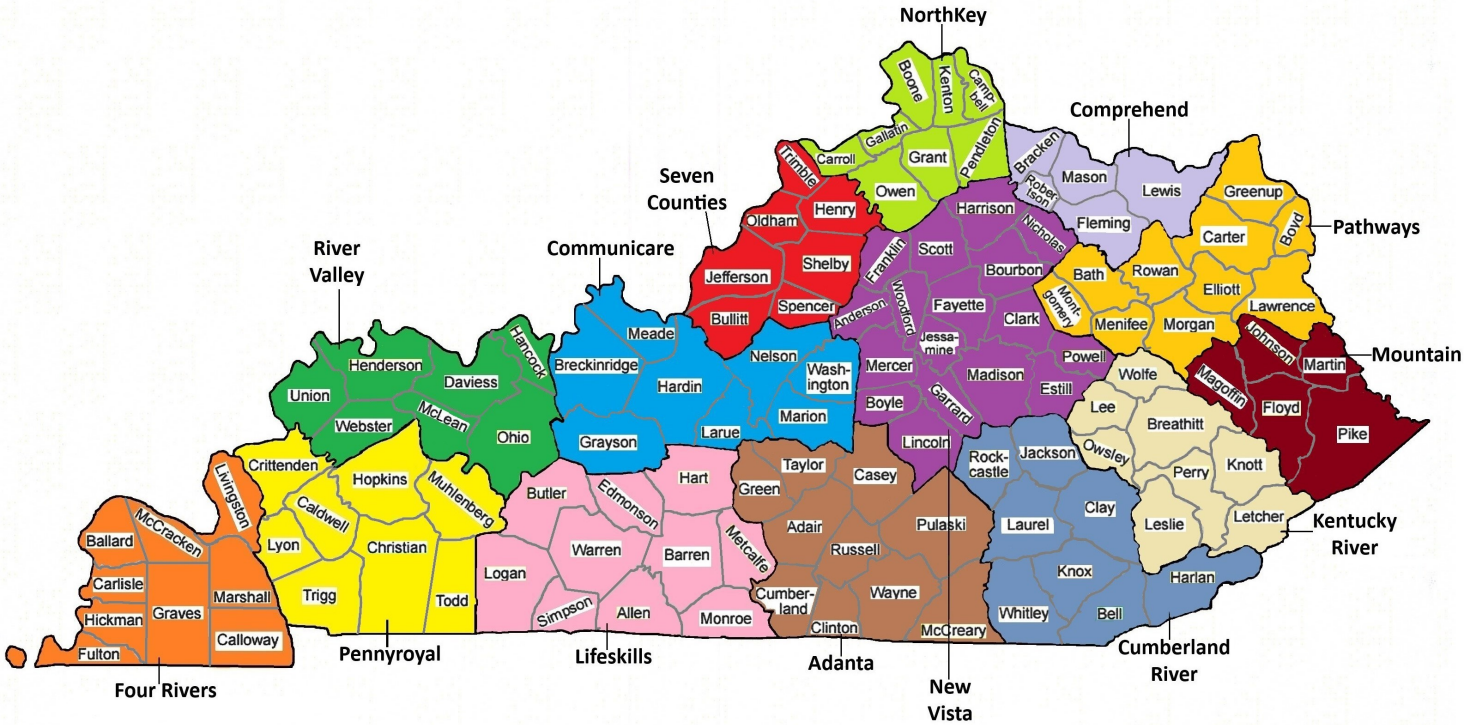 NorthKey
Boone
Kenton
Camp-
bell
Gallatin
Carroll
Grant
Pendleton
Owen
Comprehend
Bracken
Rober-
tson
Mason
Lewis
Fleming
Pathways
Greenup
Carter
Boyd
Bath
Rowan
Elliott
Lawrence
Mont-
gomery
Menifee
Morgan
Seven
Counties
Trimble
Oldham
Henry
Jefferson
Shelby
Bullitt
Spencer
Harrison
Nicholas
Scott
Franklin
Bourbon
Woodford
Fayette
Anderson
Clark
Jessa-
mine
Mercer
Madison
Powell
Estill
Boyle
Garrard
Lincoln
New
Vista
Mountain
Johnson
Martin
Magoffin
Floyd
Pike
Communicare
Meade
Breckinridge
Hardin
Nelson
Wash-
ington
Marion
Larue
Grayson
River
Valley
Hancock
Henderson
Daviess
Union
McLean
Webster
Ohio
Kentucky
River
Wolfe
Lee
Breathitt
Owsley
Perry
Knott
Leslie
Letcher
Cumberland
River
Rock-
castle
Jackson
Laurel
Clay
Knox
Harlan
Whitley
Bell
Adanta
Taylor
Casey
Green
Adair
Pulaski
Russell
Wayne
Cumber-
land
Clinton
McCreary
Lifeskills
Butler
Edmonson
Hart
Warren
Barren
Metcalfe
Logan
Simpson
Allen
Monroe
Pennyroyal
Crittenden
Hopkins
Muhlenberg
Caldwell
Lyon
Christian
Trigg
Todd
Four Rivers
Livingston
McCracken
Ballard
Carlisle
Graves
Marshall
Hickman
Calloway
Fulton